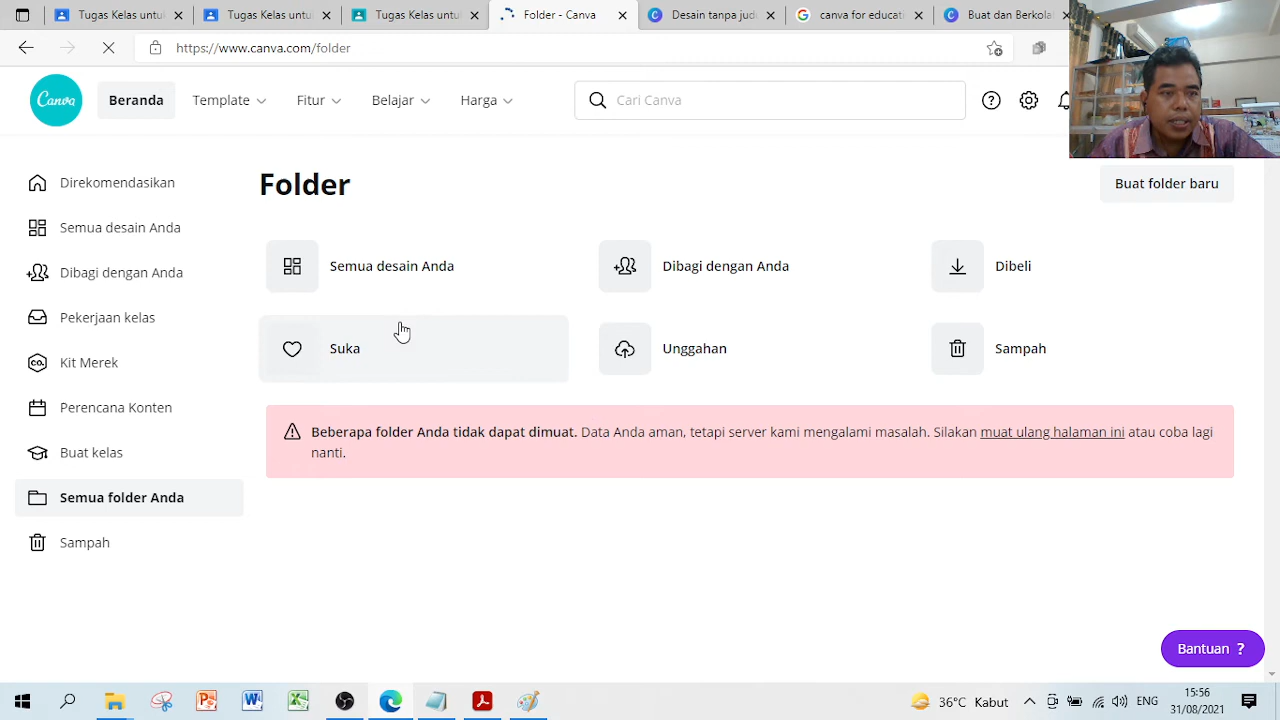 Tugas Kelas untu
Tugas Kelas untu
Tugas Kelas untu
Folder - Canva
Desain tanpa jud
canva for educat
Buat dan Berkola
https://www.canva.com/folder
Canva
Beranda
Template
Fitur
Belajar
Harga
Cari Canva
Direkomendasikan
Semua desain Anda
Dibagi dengan Anda
Pekerjaan kelas
CO.
Kit Merek
Perencana Konten
Buat kelas
Semua folder Anda
Sampah
Folder
Buat folder baru
Semua desain Anda
Dibagi dengan Anda
Dibeli
Suka
Unggahan
Sampah
Beberapa folder Anda tidak dapat dimuat. Data Anda aman, tetapi server kami mengalami masalah. Silakan muat ulang halaman ini atau coba lagi
nanti.
Bantuan ?
36°C Kabut
ENG
5:56
31/08/2021